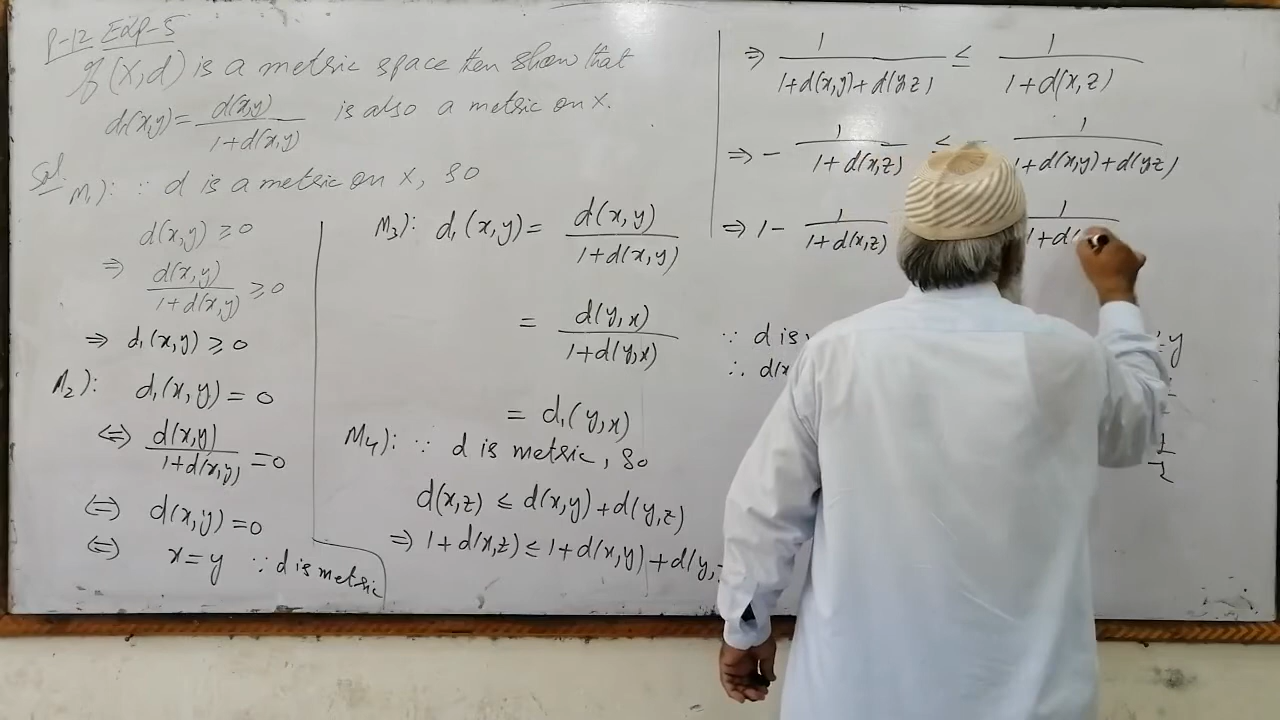 P-12 Exp-5
If (X,d) is a metric space then show that
d₁(x,y) = d(x,y)/1+d(x,y) is also a metric on X.
Sol. M₁): ∵ d is a metric on X, so
d(x,y) ≥ 0
⇒ d(x,y)/1+d(x,y) ≥ 0
⇒ d₁(x,y) ≥ 0
M₂): d₁(x,y) = 0
⇔ d(x,y)/1+d(x,y) = 0
⇔ d(x,y) = 0
⇔ x = y ∵ d is metric
M₃): d₁(x,y) = d(x,y)/1+d(x,y)
= d(y,x)/1+d(y,x) ∵ d is
∴ d(x
= d₁(y,x)
M₄): ∵ d is metric, so
d(x,z) ≤ d(x,y)+d(y,z)
⇒ 1+d(x,z) ≤ 1+d(x,y)+d(y,
⇒ 1/1+d(x,y)+d(y,z) ≤ 1/1+d(x,z)
⇒ - 1/1+d(x,z) ≤ 1/1+d(x,y)+d(y,z)
⇒ 1- 1/1+d(x,z) 1/1+d(
y